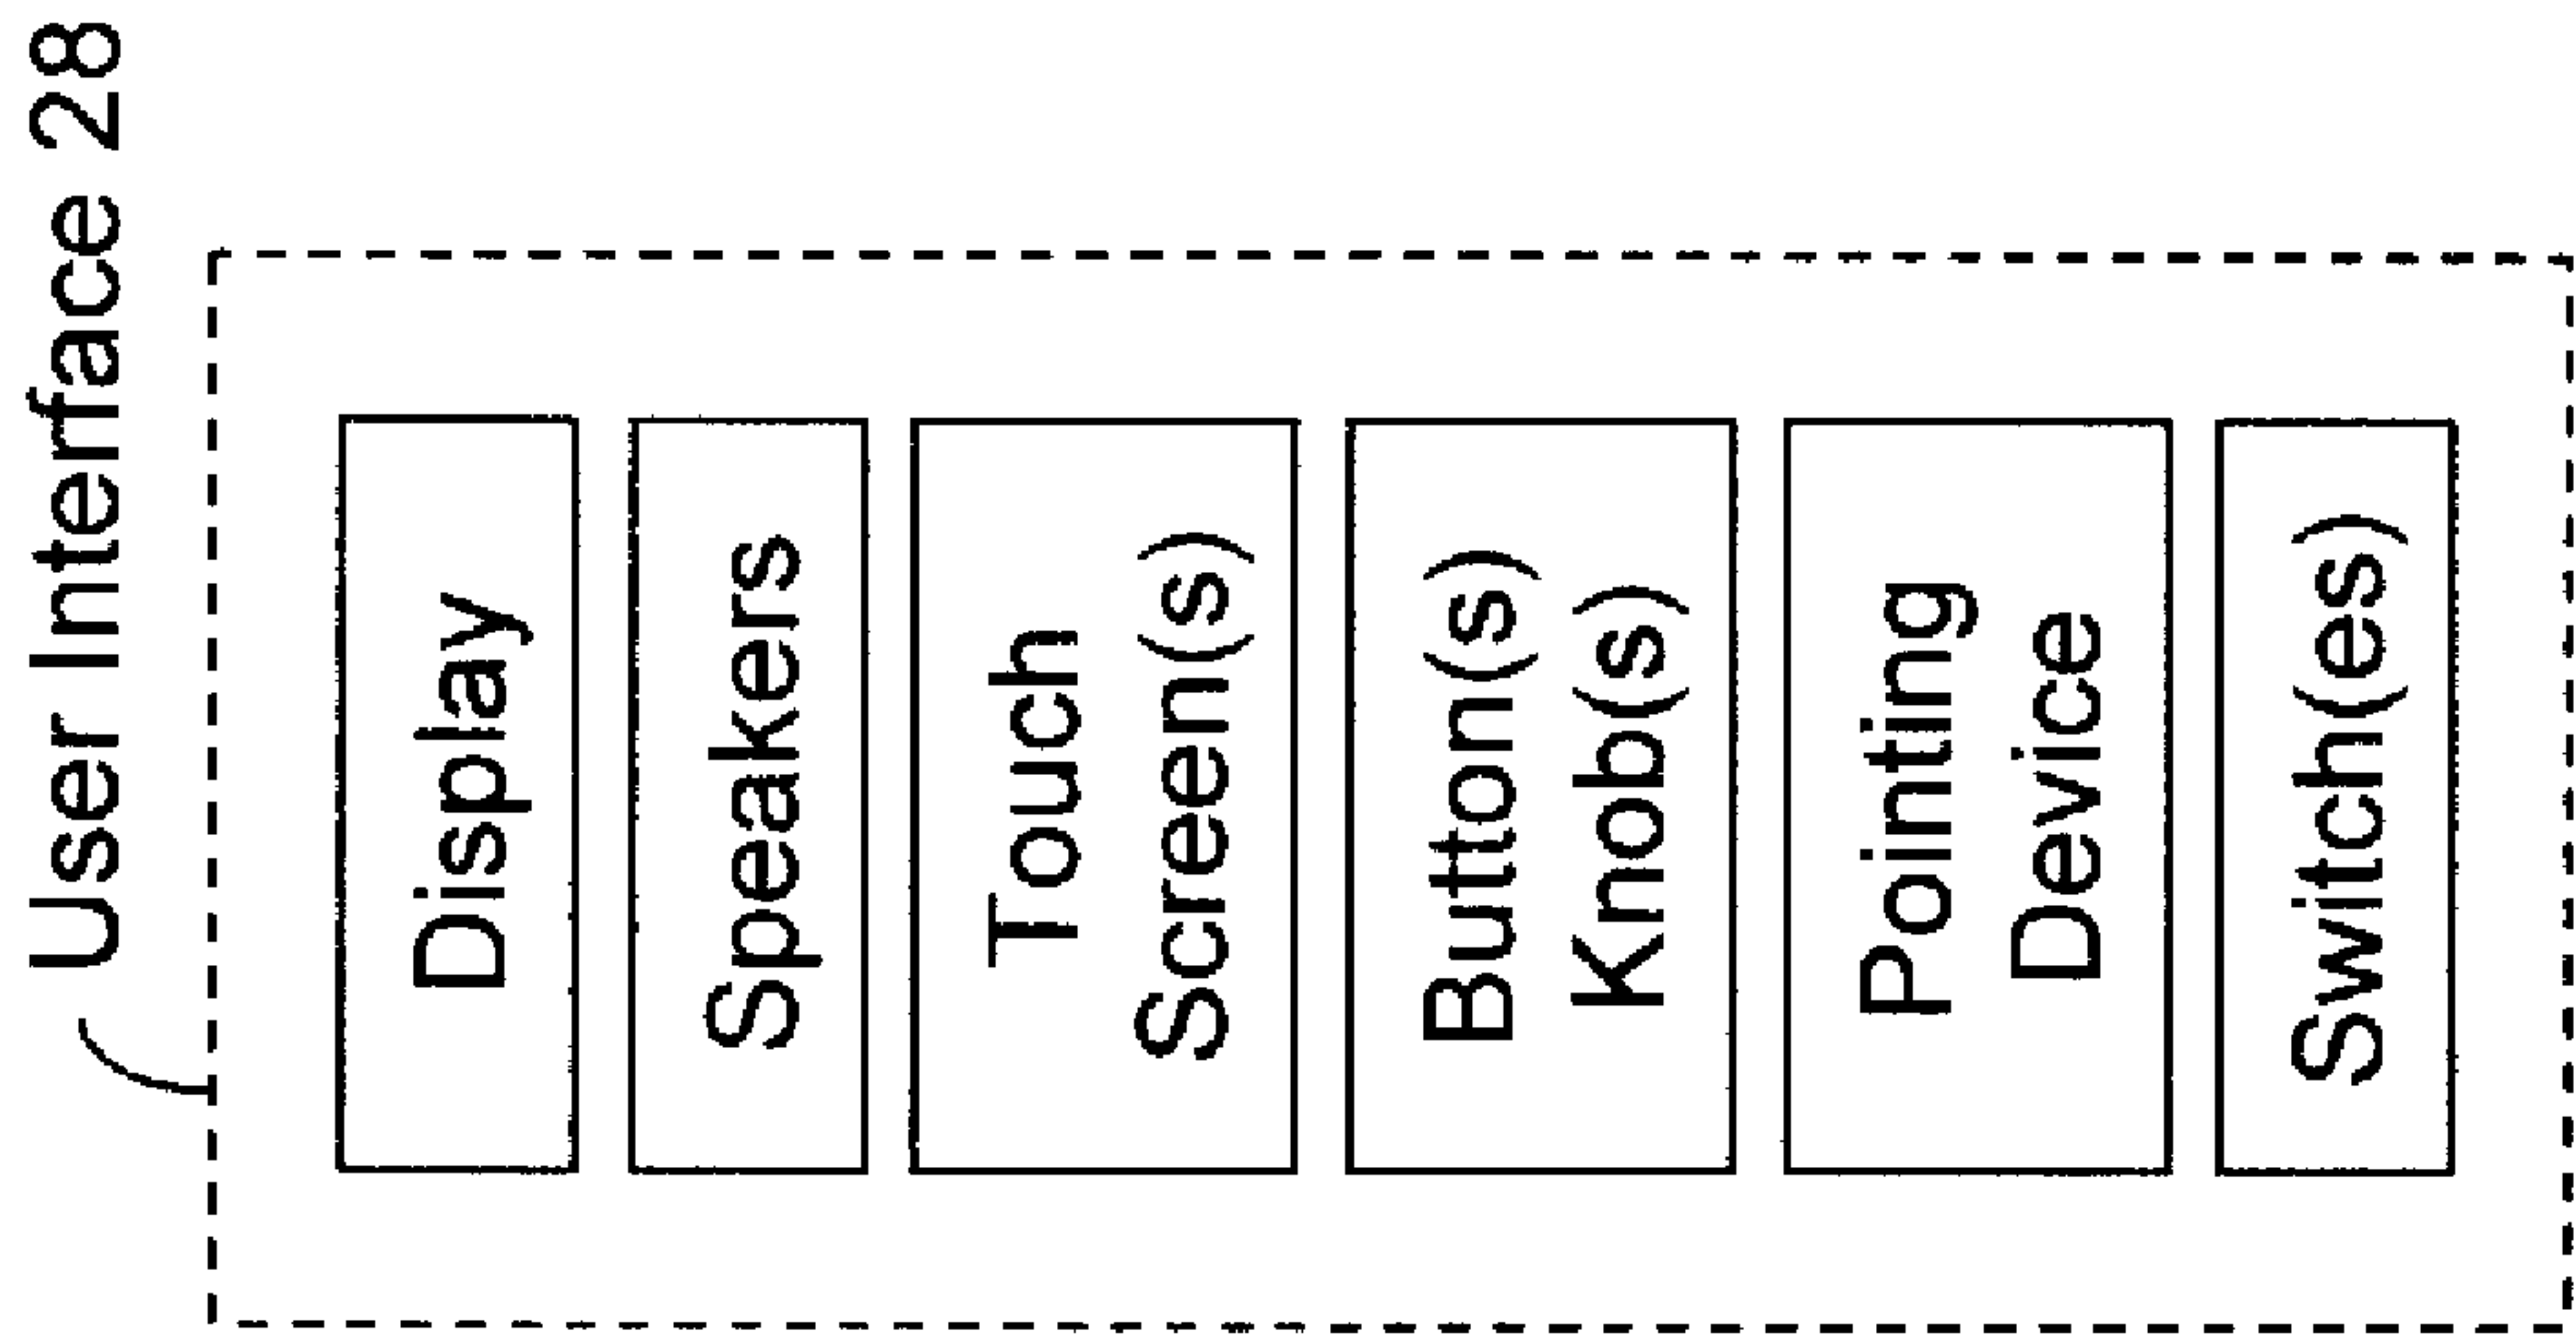 User Interface 28
Display
Speakers
Touch
Screen(s)
Button(s)
Knob(s)
Pointing
Device
Switch(es)